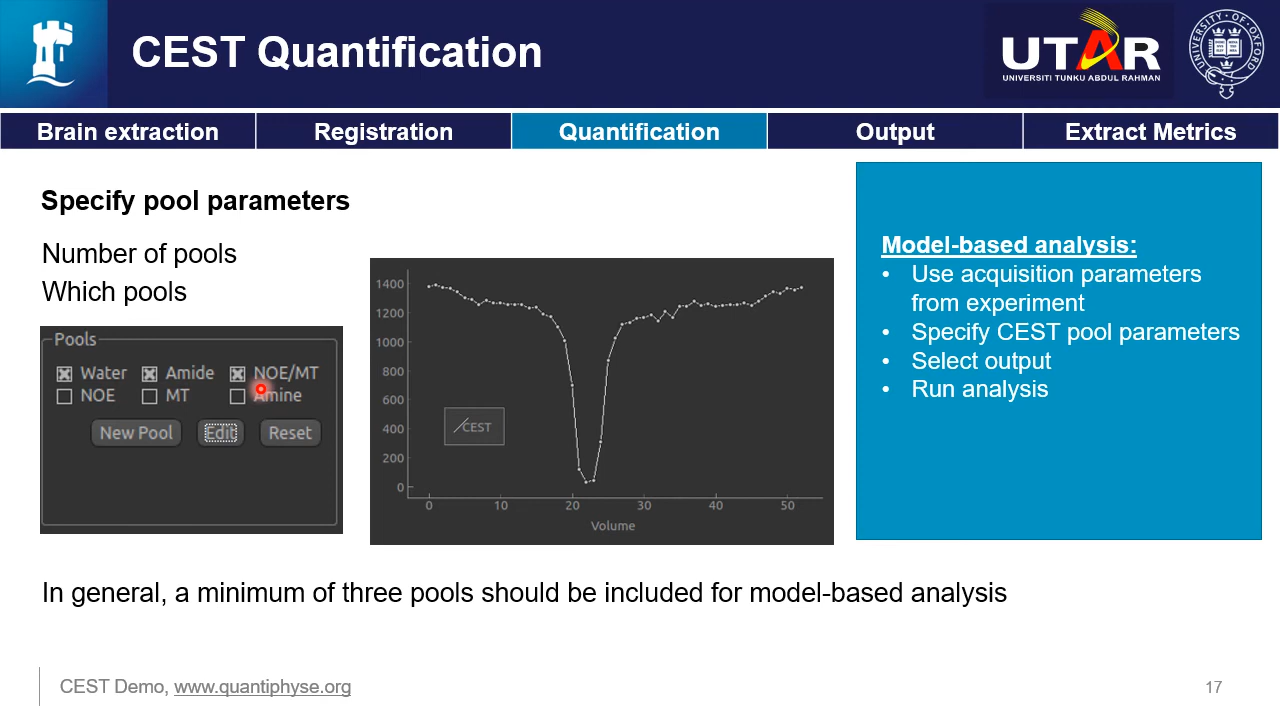 CEST Quantification
UTAR
UNIVERSITI TUNKU ABDUL RAHMAN
UNIVERSITY·OF·OXFORD
Brain extraction
Registration
Quantification
Output
Extract Metrics
Specify pool parameters
Number of pools
Which pools
Pools
Water Amide NOE/MT
NOE MT Amine
New Pool Edit Reset
1400
1200
1000
800
600
400
200
0
CEST
0 10 20 30 40 50
Volume
Model-based analysis:
• Use acquisition parameters
from experiment
• Specify CEST pool parameters
• Select output
• Run analysis
In general, a minimum of three pools should be included for model-based analysis
CEST Demo, www.quantiphyse.org
17